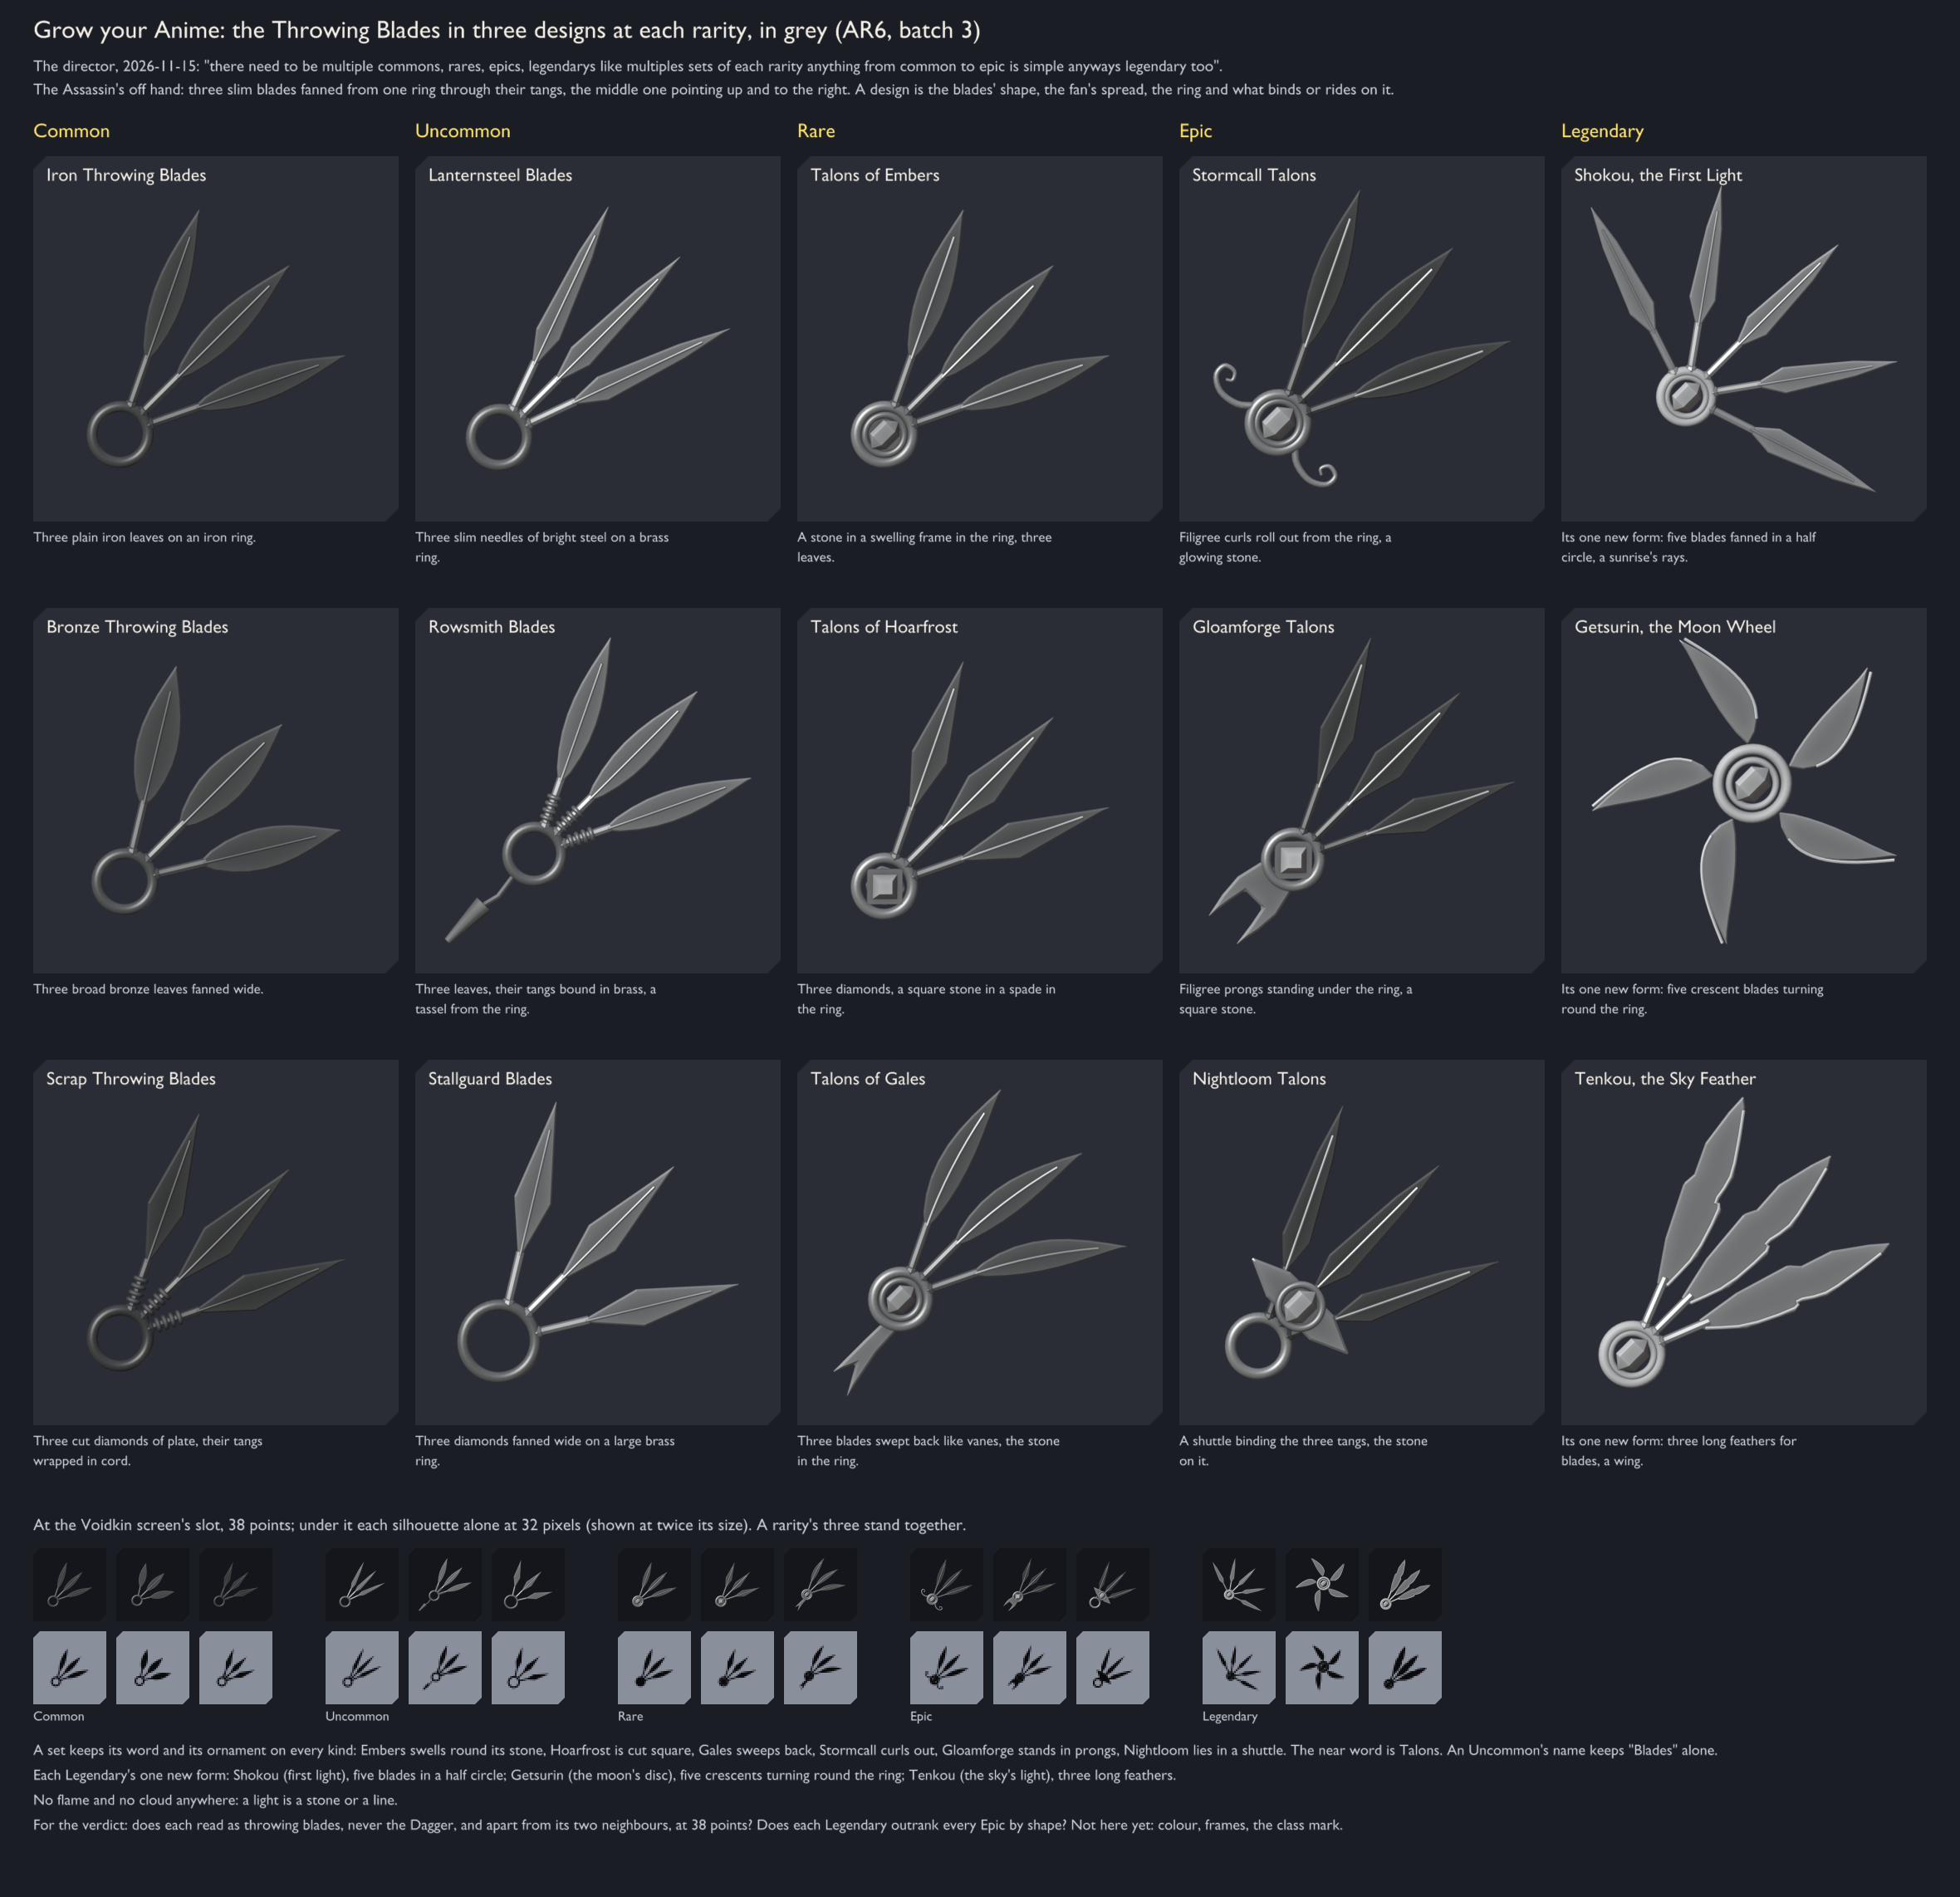 Grow your Anime: the Throwing Blades in three designs at each rarity, in grey (AR6, batch 3)
The director, 2026-11-15: "there need to be multiple commons, rares, epics, legendarys like multiples sets of each rarity anything from common to epic is simple anyways legendary too".
The Assassin's off hand: three slim blades fanned from one ring through their tangs, the middle one pointing up and to the right. A design is the blades' shape, the fan's spread, the ring and what binds or rides on it.
Common
Uncommon
Rare
Epic
Legendary
Iron Throwing Blades
Lanternsteel Blades
Talons of Embers
Stormcall Talons
Shokou, the First Light
Three plain iron leaves on an iron ring.
Three slim needles of bright steel on a brass
ring.
A stone in a swelling frame in the ring, three
leaves.
Filigree curls roll out from the ring, a
glowing stone.
Its one new form: five blades fanned in a half
circle, a sunrise's rays.
Bronze Throwing Blades
Rowsmith Blades
Talons of Hoarfrost
Gloamforge Talons
Getsurin, the Moon Wheel
Three broad bronze leaves fanned wide.
Three leaves, their tangs bound in brass, a
tassel from the ring.
Three diamonds, a square stone in a spade in
the ring.
Filigree prongs standing under the ring, a
square stone.
Its one new form: five crescent blades turning
round the ring.
Scrap Throwing Blades
Stallguard Blades
Talons of Gales
Nightloom Talons
Tenkou, the Sky Feather
Three cut diamonds of plate, their tangs
wrapped in cord.
Three diamonds fanned wide on a large brass
ring.
Three blades swept back like vanes, the stone
in the ring.
A shuttle binding the three tangs, the stone
on it.
Its one new form: three long feathers for
blades, a wing.
At the Voidkin screen's slot, 38 points; under it each silhouette alone at 32 pixels (shown at twice its size). A rarity's three stand together.
Common
Uncommon
Rare
Epic
Legendary
A set keeps its word and its ornament on every kind: Embers swells round its stone, Hoarfrost is cut square, Gales sweeps back, Stormcall curls out, Gloamforge stands in prongs, Nightloom lies in a shuttle. The near word is Talons. An Uncommon's name keeps "Blades" alone.
Each Legendary's one new form: Shokou (first light), five blades in a half circle; Getsurin (the moon's disc), five crescents turning round the ring; Tenkou (the sky's light), three long feathers.
No flame and no cloud anywhere: a light is a stone or a line.
For the verdict: does each read as throwing blades, never the Dagger, and apart from its two neighbours, at 38 points? Does each Legendary outrank every Epic by shape? Not here yet: colour, frames, the class mark.